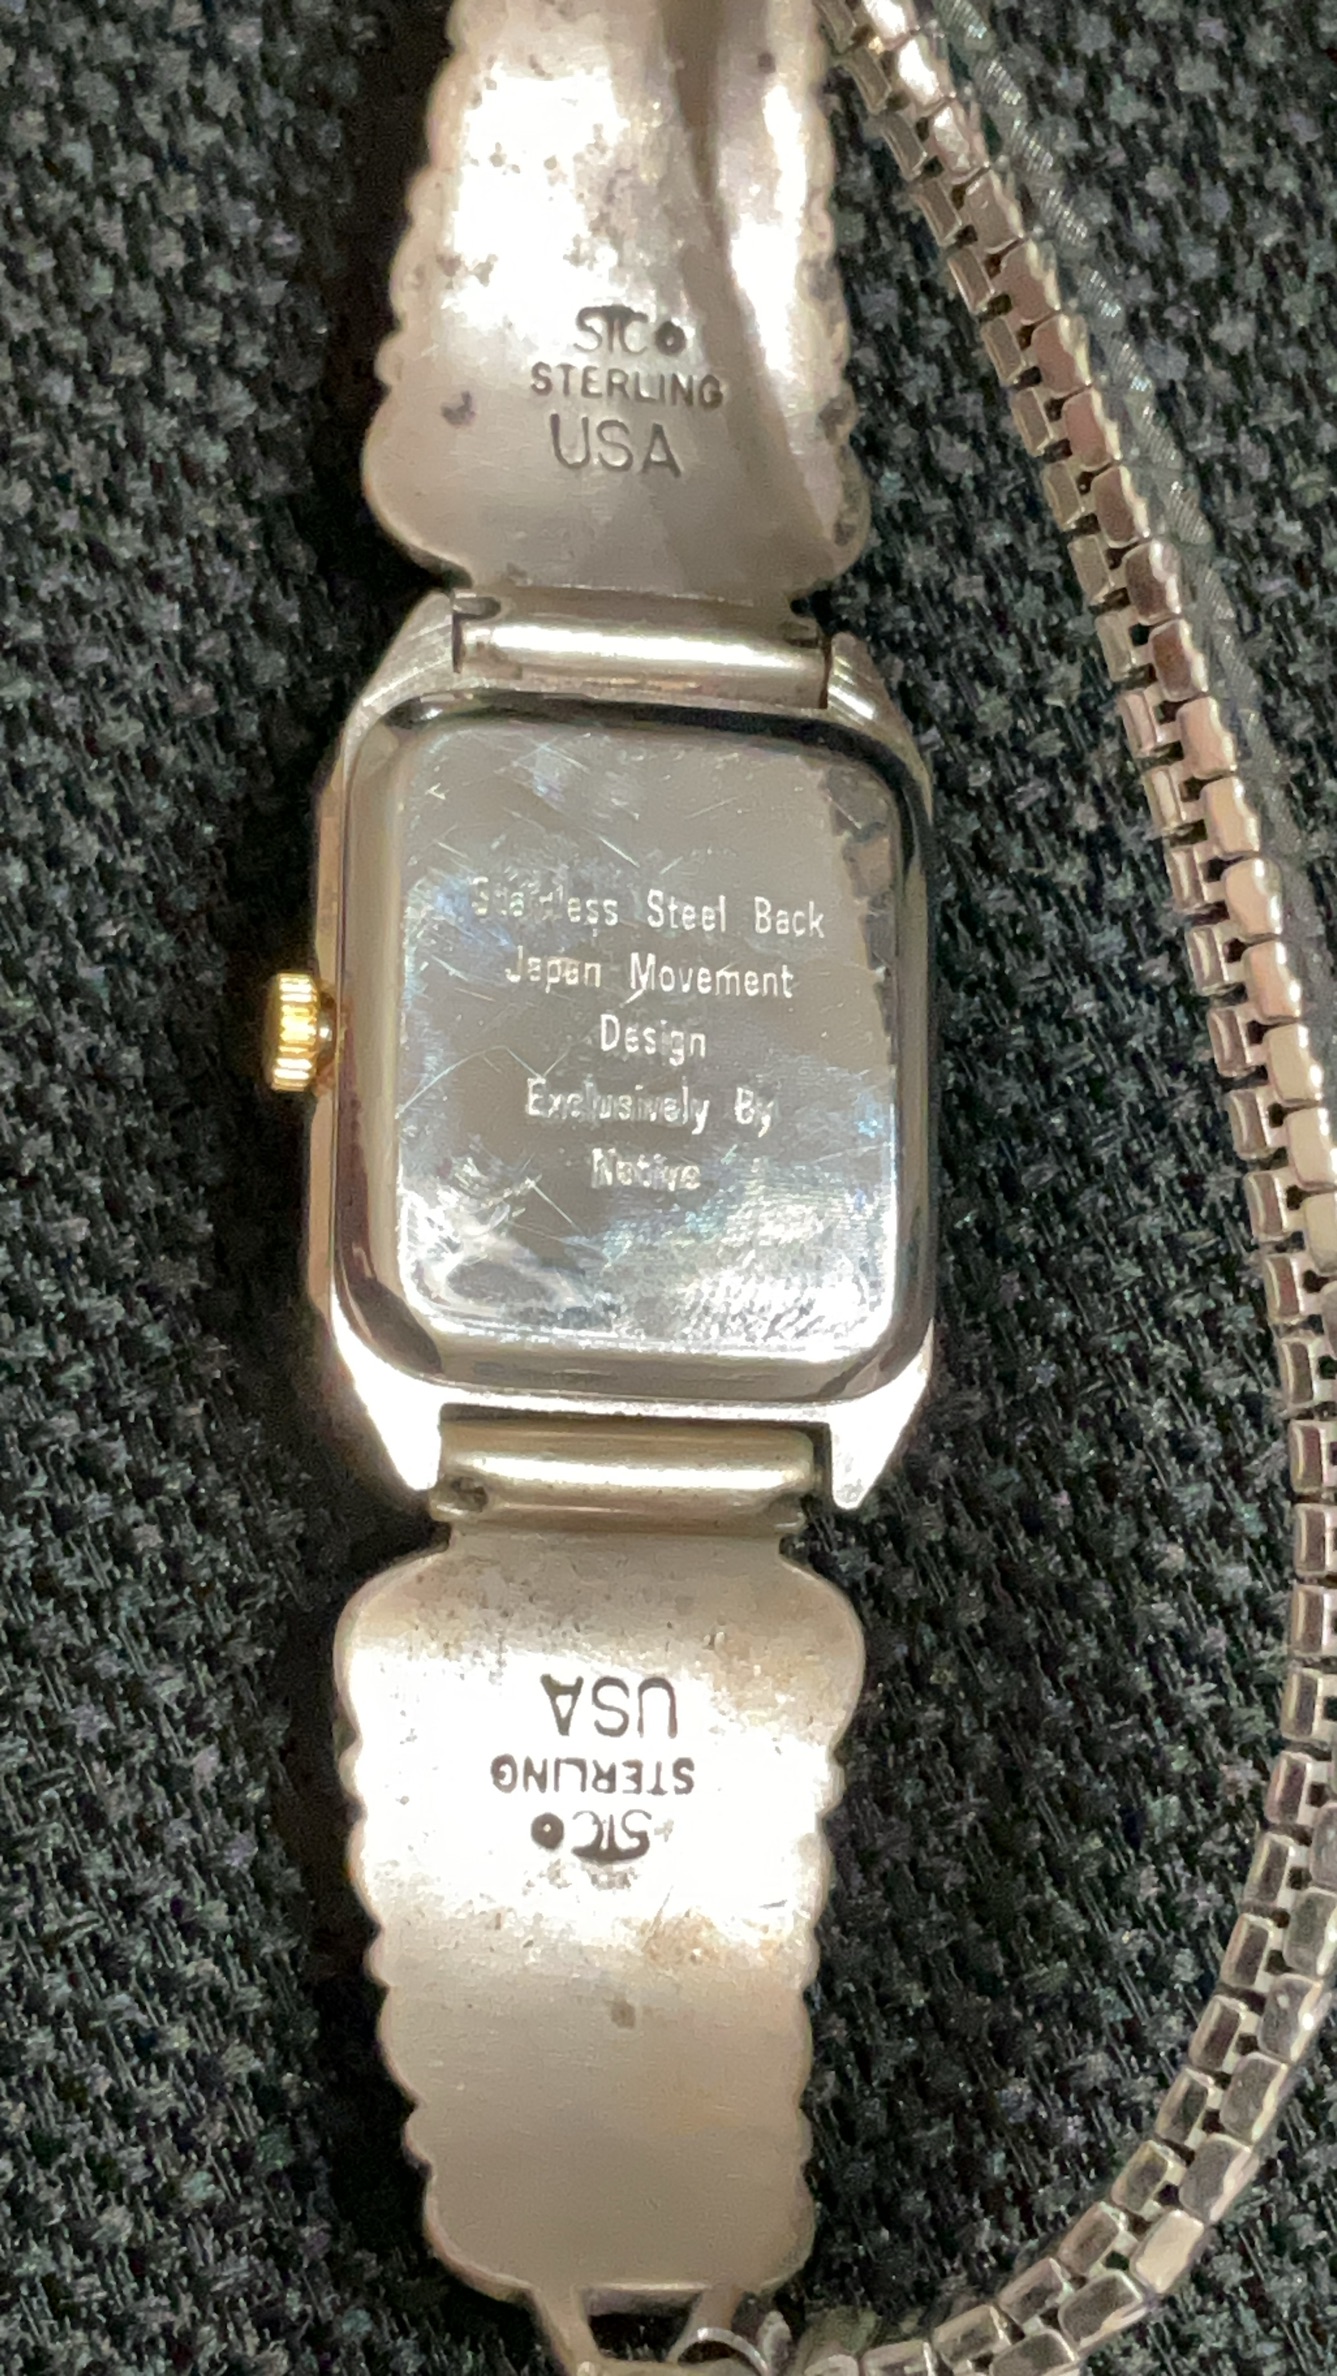 STC
STERLING
USA
Stainless Steel Back
Japan Movement
Design
Exclusively By
Native
USA
STERLING
STC